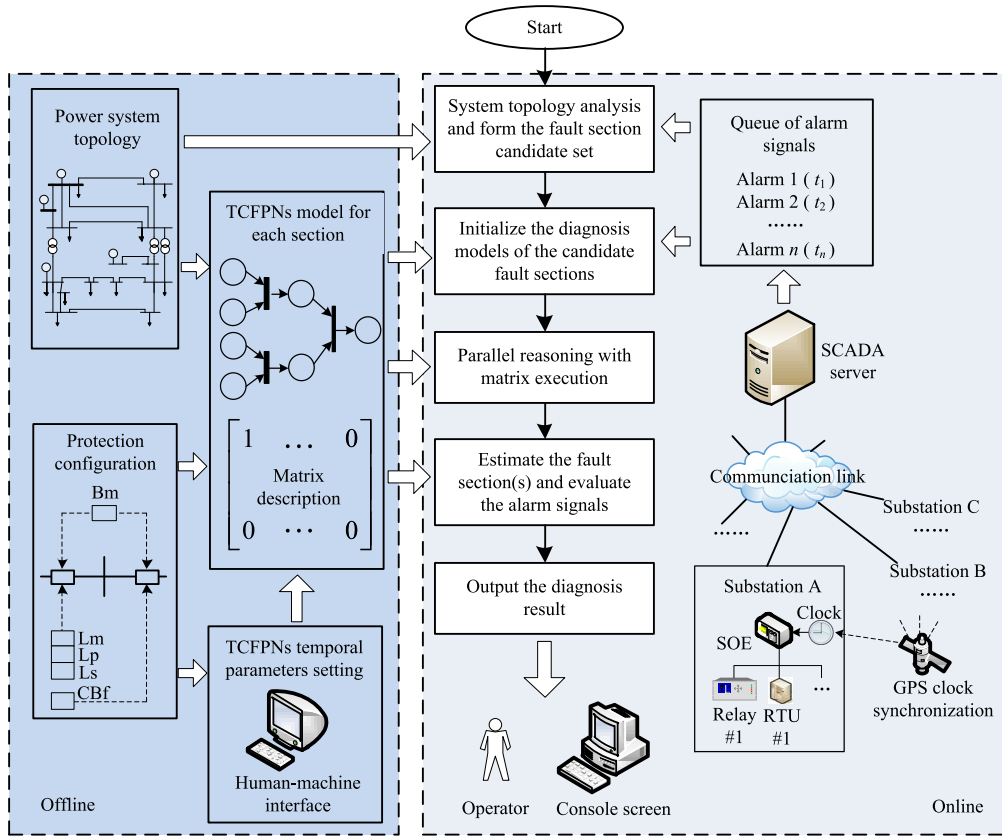 Start
Power system
topology
TCFPNs model for
each section
1 … 0
Matrix
description
0 … 0
Protection
configuration
Bm
Lm
Lp
Ls
CBf
TCFPNs temporal
parameters setting
Human-machine
interface
Offline
System topology analysis
and form the fault section
candidate set
Initialize the diagnosis
models of the candidate
fault sections
Parallel reasoning with
matrix execution
Estimate the fault
section(s) and evaluate
the alarm signals
Output the diagnosis
result
Operator
Console screen
Queue of alarm
signals
Alarm 1 ( t1)
Alarm 2 ( t2)
……
Alarm n ( tn)
SCADA
server
Communciation link
……
Substation C
……
Substation B
……
Substation A
Clock
SOE
…
Relay
#1
RTU
#1
GPS clock
synchronization
Online